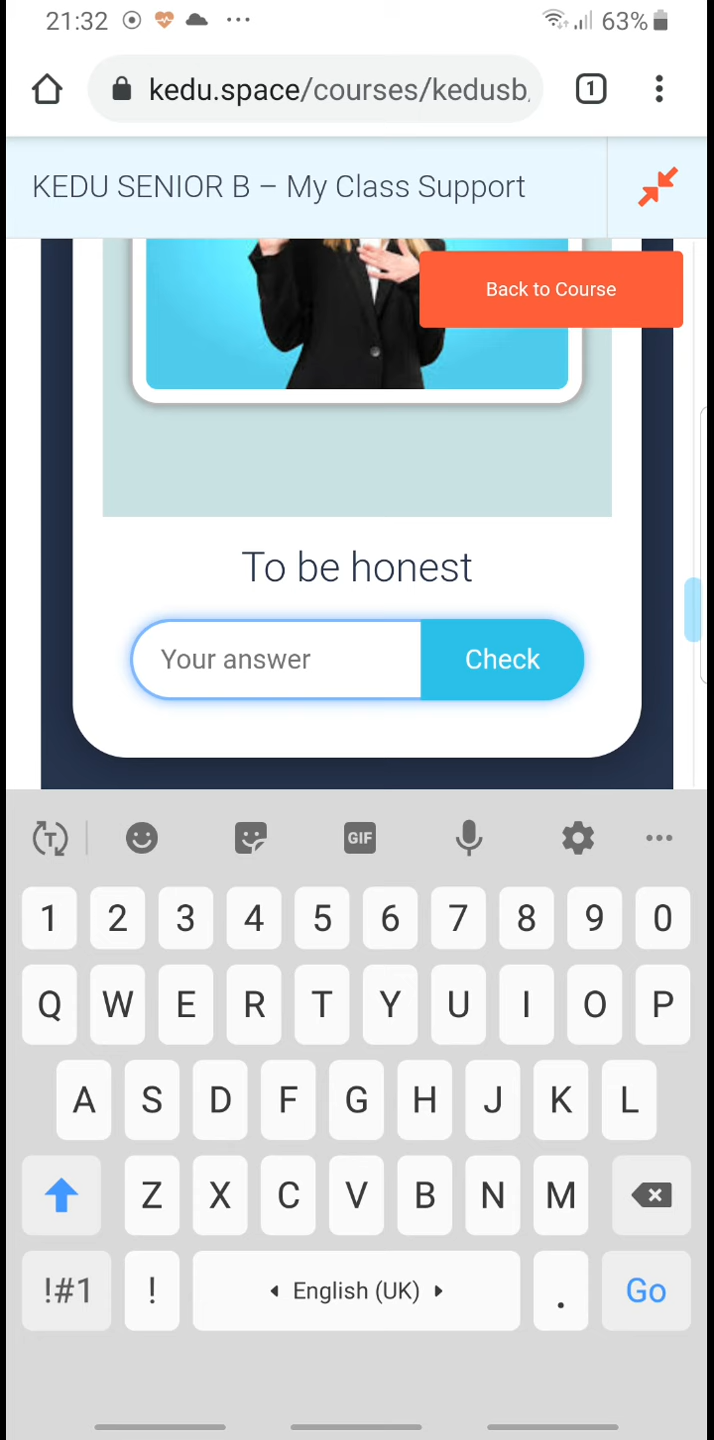 21:32 63%
kedu.space/courses/kedusb
1
KEDU SENIOR B – My Class Support
Back to Course
To be honest
Your answer Check
T GIF
1 2 3 4 5 6 7 8 9 0
Q W E R T Y U I O P
A S D F G H J K L
Z X C V B N M
!#1 ! English (UK) . Go